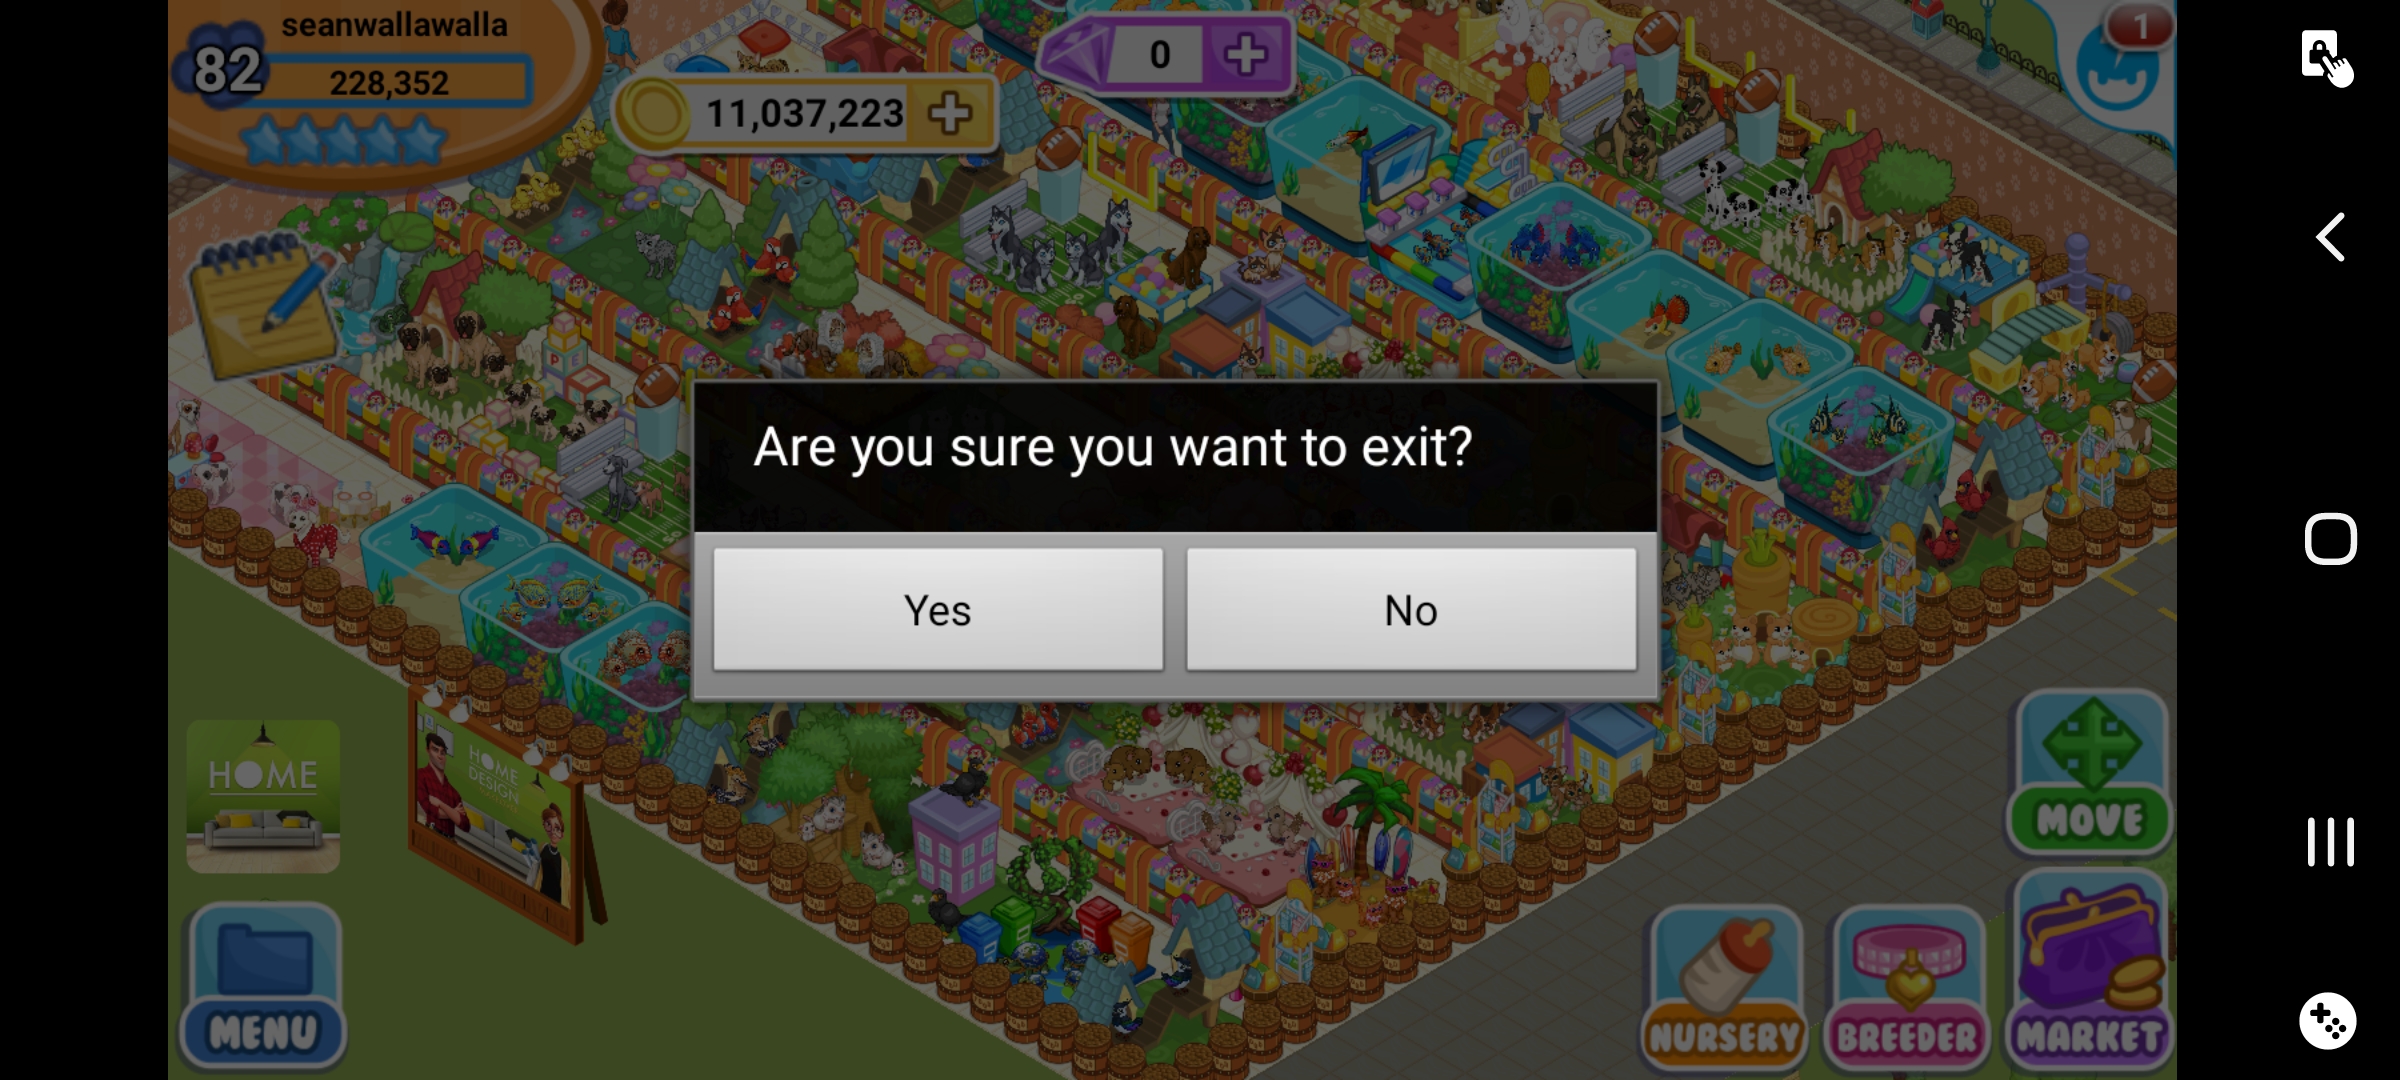 seanwallawalla
82
228,352
11,037,223
0
1
Are you sure you want to exit?
Yes
No
HOME
HOME
DESIGN
MENU
MOVE
NURSERY
BREEDER
MARKET